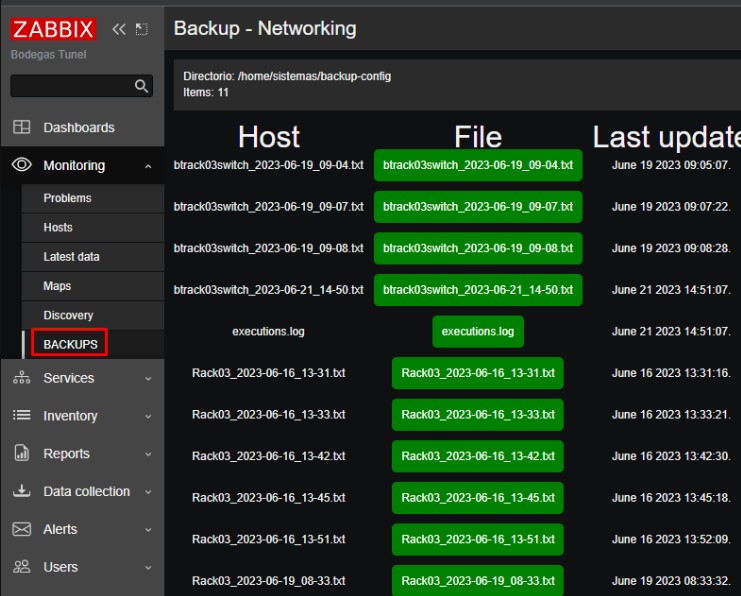 ZABBIX
Bodegas Tunel
Dashboards
Monitoring
Problems
Hosts
Latest data
Maps
Discovery
BACKUPS
Services
Inventory
Reports
Data collection
Alerts
Users
Backup - Networking
Directorio: /home/sistemas/backup-config
Items: 11
Host File Last update
btrack03switch_2023-06-19_09-04.txt btrack03switch_2023-06-19_09-04.txt June 19 2023 09:05:07.
btrack03switch_2023-06-19_09-07.txt btrack03switch_2023-06-19_09-07.txt June 19 2023 09:07:22.
btrack03switch_2023-06-19_09-08.txt btrack03switch_2023-06-19_09-08.txt June 19 2023 09:08:28.
btrack03switch_2023-06-21_14-50.txt btrack03switch_2023-06-21_14-50.txt June 21 2023 14:51:07.
executions.log executions.log June 21 2023 14:51:07.
Rack03_2023-06-16_13-31.txt Rack03_2023-06-16_13-31.txt June 16 2023 13:31:16.
Rack03_2023-06-16_13-33.txt Rack03_2023-06-16_13-33.txt June 16 2023 13:33:21.
Rack03_2023-06-16_13-42.txt Rack03_2023-06-16_13-42.txt June 16 2023 13:42:30.
Rack03_2023-06-16_13-45.txt Rack03_2023-06-16_13-45.txt June 16 2023 13:45:18.
Rack03_2023-06-16_13-51.txt Rack03_2023-06-16_13-51.txt June 16 2023 13:52:09.
Rack03_2023-06-19_08-33.txt Rack03_2023-06-19_08-33.txt June 19 2023 08:33:32.